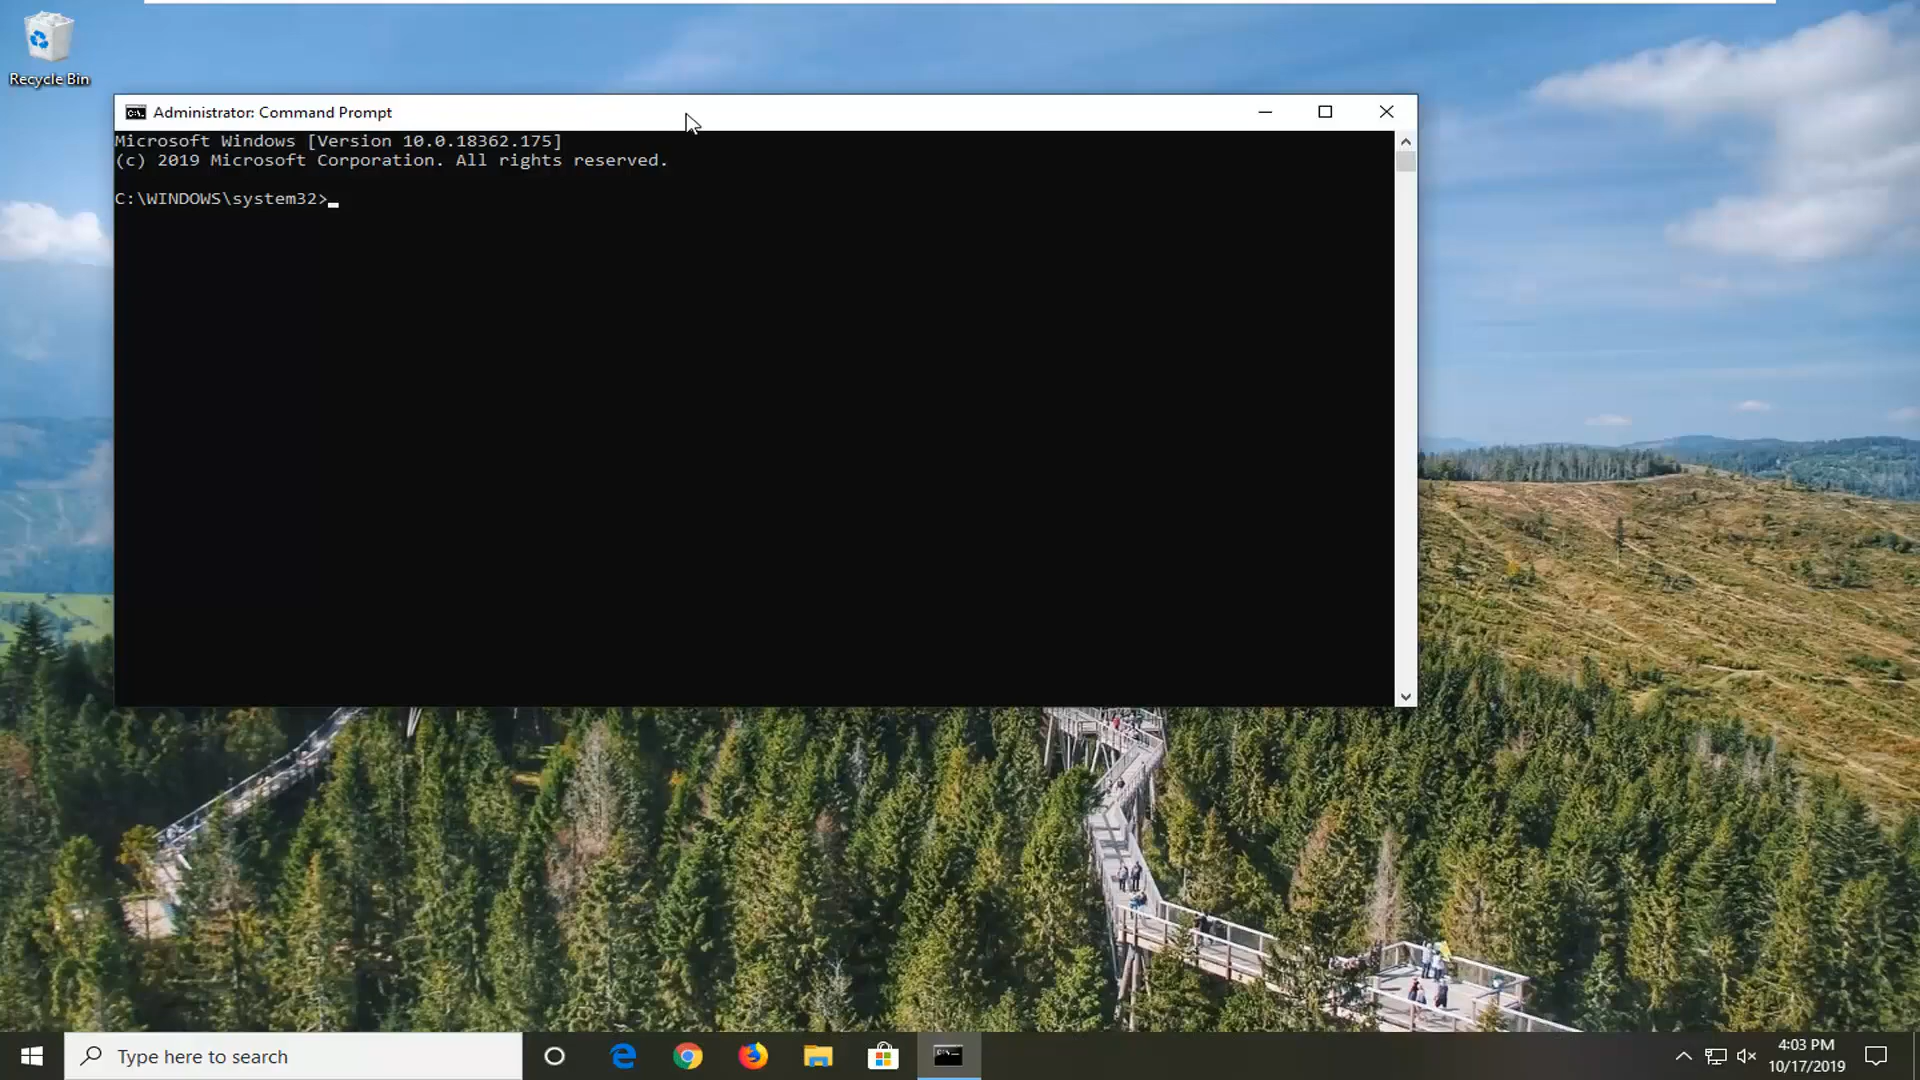 Recycle Bin
Administrator: Command Prompt
Microsoft Windows [Version 10.0.18362.175]
(c) 2019 Microsoft Corporation. All rights reserved.
C:\WINDOWS\system32>
Type here to search
4:03 PM
10/17/2019